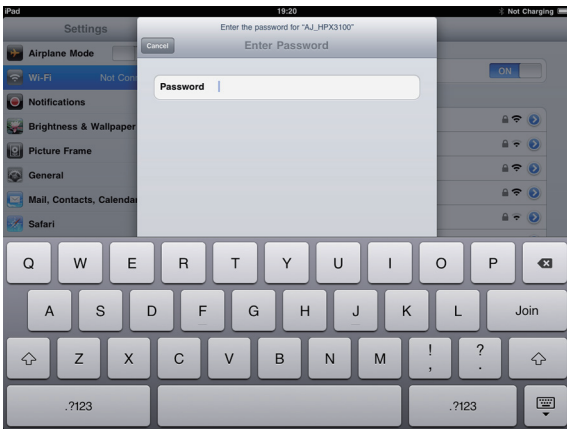 iPad 19:20 Not Charging
Settings
Enter the password for "AJ_HPX3100"
Cancel Enter Password
Airplane Mode
Wi-Fi Not Conn
ON
Password
Notifications
Brightness & Wallpaper
Picture Frame
General
Mail, Contacts, Calendar
Safari
Q W E R T Y U I O P
A S D F G H J K L Join
Z X C V B N M ! , ? .
.?123 .?123